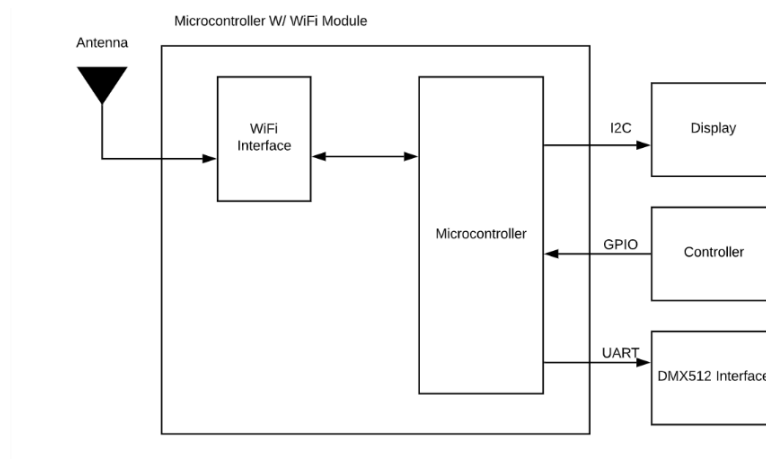 Microcontroller W/ WiFi Module
Antenna
WiFi
Interface
Microcontroller
I2C
Display
GPIO
Controller
UART
DMX512 Interface